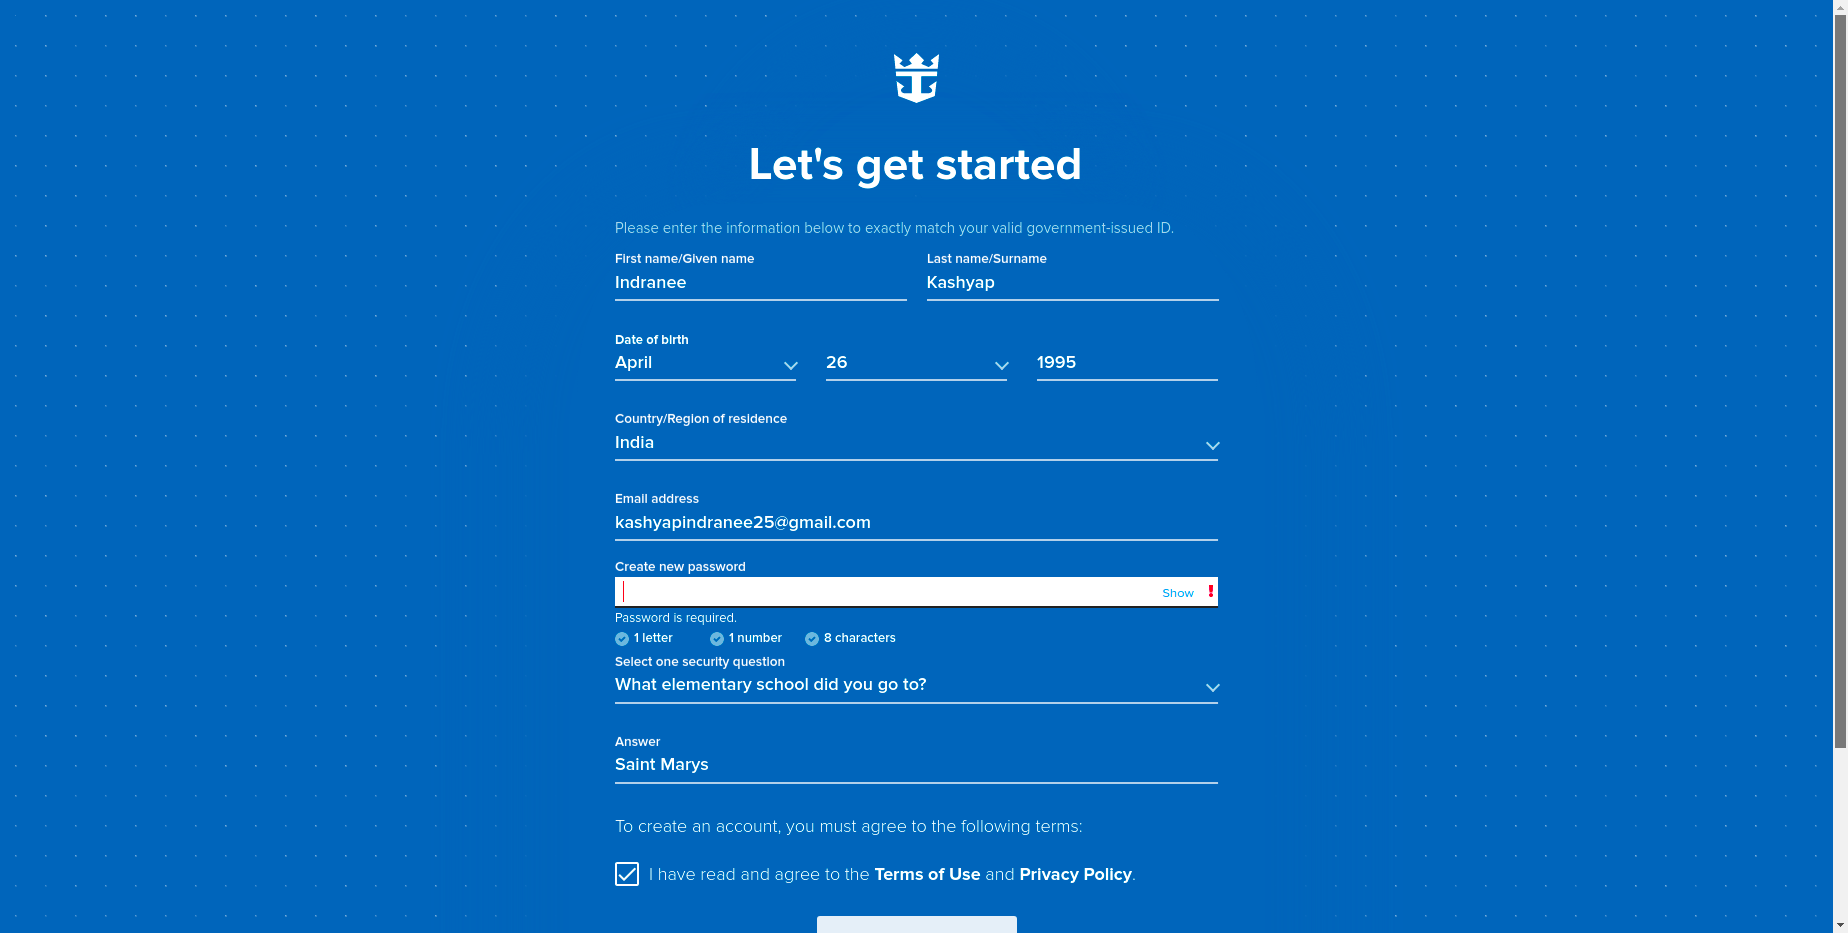 Let's get started
Please enter the information below to exactly match your valid government-issued ID.
First name/Given name Last name/Surname
Indranee Kashyap
Date of birth
April 26 1995
Country/Region of residence
India
Email address
kashyapindranee25@gmail.com
Create new password
Show !
Password is required.
1 letter 1 number 8 characters
Select one security question
What elementary school did you go to?
Answer
Saint Marys
To create an account, you must agree to the following terms:
I have read and agree to the Terms of Use and Privacy Policy.